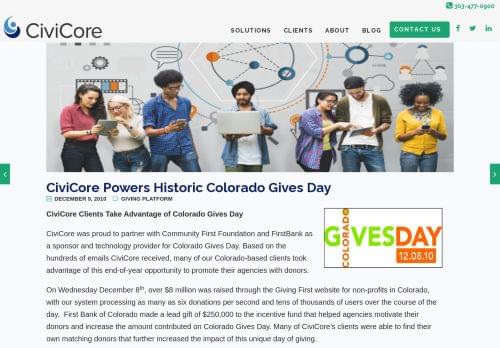 303-477-0900
CiviCore
SOLUTIONS CLIENTS ABOUT BLOG CONTACT US
CiviCore Powers Historic Colorado Gives Day
DECEMBER 9, 2010 GIVING PLATFORM
CiviCore Clients Take Advantage of Colorado Gives Day
COLORADO
GIVESDAY
12.08.10
CiviCore was proud to partner with Community First Foundation and FirstBank as
a sponsor and technology provider for Colorado Gives Day. Based on the
hundreds of emails CiviCore received, many of our Colorado-based clients took
advantage of this end-of-year opportunity to promote their agencies with donors.
On Wednesday December 8th, over $8 million was raised through the Giving First website for non-profits in Colorado,
with our system processing as many as six donations per second and tens of thousands of users over the course of the
day. First Bank of Colorado made a lead gift of $250,000 to the incentive fund that helped agencies motivate their
donors and increase the amount contributed on Colorado Gives Day. Many of CiviCore's clients were able to find their
own matching donors that further increased the impact of this unique day of giving.